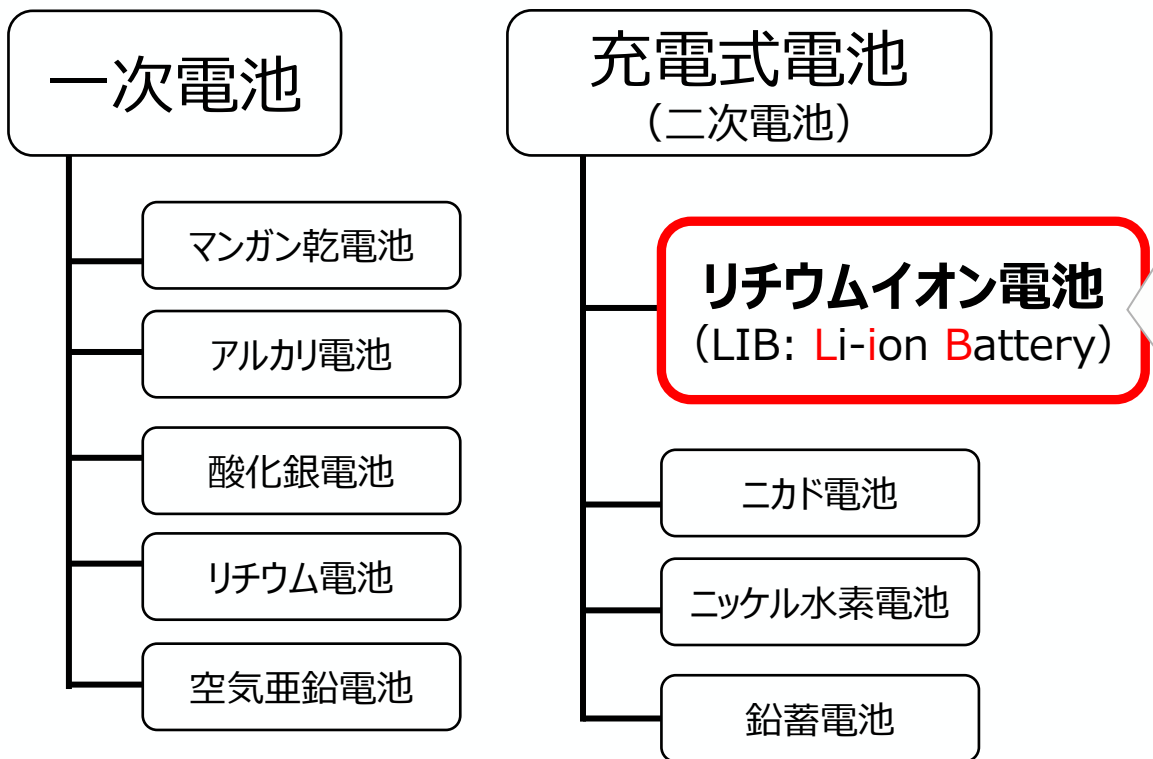 一次電池
マンガン乾電池
アルカリ電池
酸化銀電池
リチウム電池
空気亜鉛電池
充電式電池
（二次電池）
リチウムイオン電池
（LIB: Li-ion Battery）
ニカド電池
ニッケル水素電池
鉛蓄電池